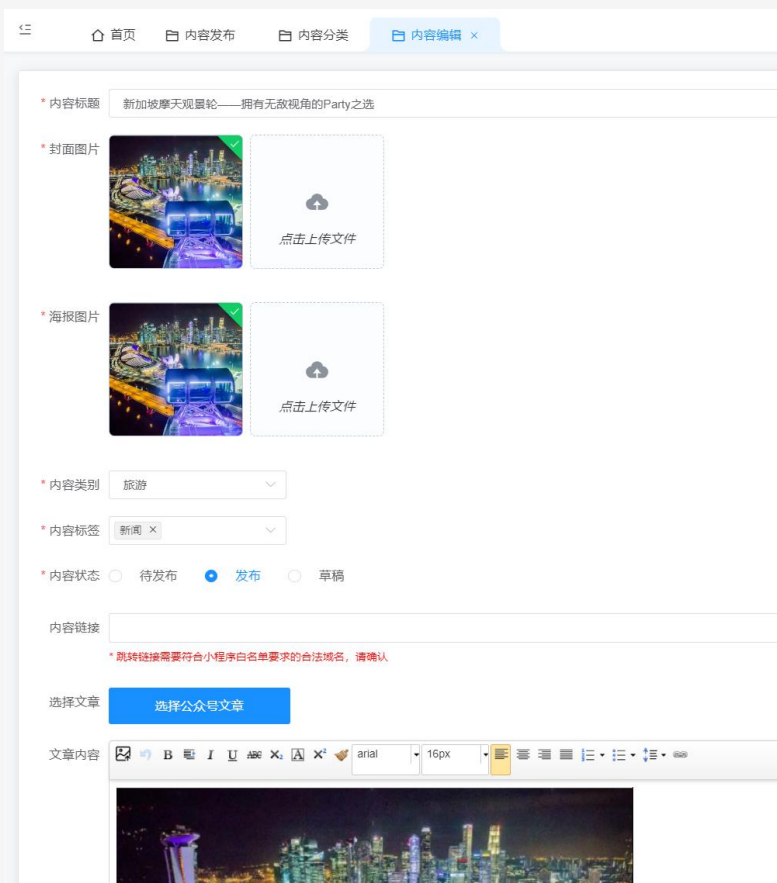 首页 内容发布 内容分类 内容编辑 ×
* 内容标题 新加坡摩天观景轮——拥有无敌视角的Party之选
* 封面图片
点击上传文件
* 海报图片
点击上传文件
* 内容类别 旅游
* 内容标签 新闻 ×
* 内容状态 待发布 发布 草稿
内容链接
* 跳转链接需要符合小程序白名单要求的合法域名，请确认
选择文章 选择公众号文章
文章内容 B I U ABC X₂ A X² arial 16px